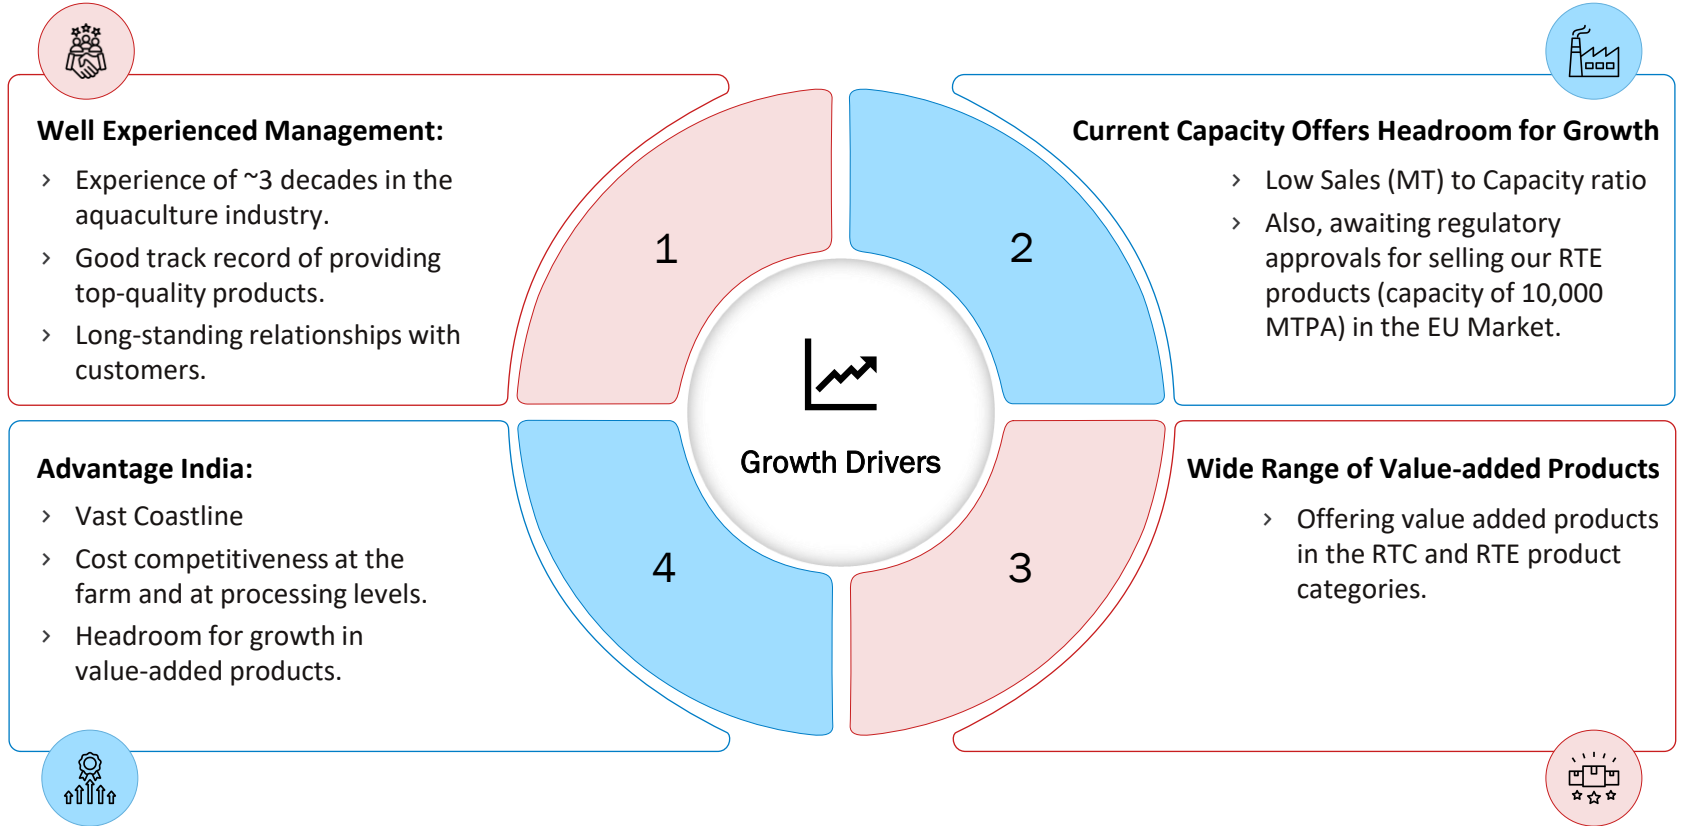 Well Experienced Management:
› Experience of ~3 decades in the
aquaculture industry.
› Good track record of providing
top-quality products.
› Long-standing relationships with
customers.
1
Current Capacity Offers Headroom for Growth
› Low Sales (MT) to Capacity ratio
› Also, awaiting regulatory
approvals for selling our RTE
products (capacity of 10,000
MTPA) in the EU Market.
2
Growth Drivers
Wide Range of Value-added Products
› Offering value added products
in the RTC and RTE product
categories.
3
Advantage India:
› Vast Coastline
› Cost competitiveness at the
farm and at processing levels.
› Headroom for growth in
value-added products.
4